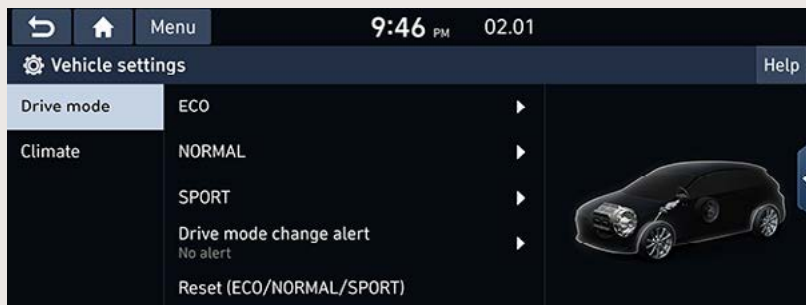 Menu
9:46 PM 02.01
Vehicle settings
Help
Drive mode
Climate
ECO
NORMAL
SPORT
Drive mode change alert
No alert
Reset (ECO/NORMAL/SPORT)